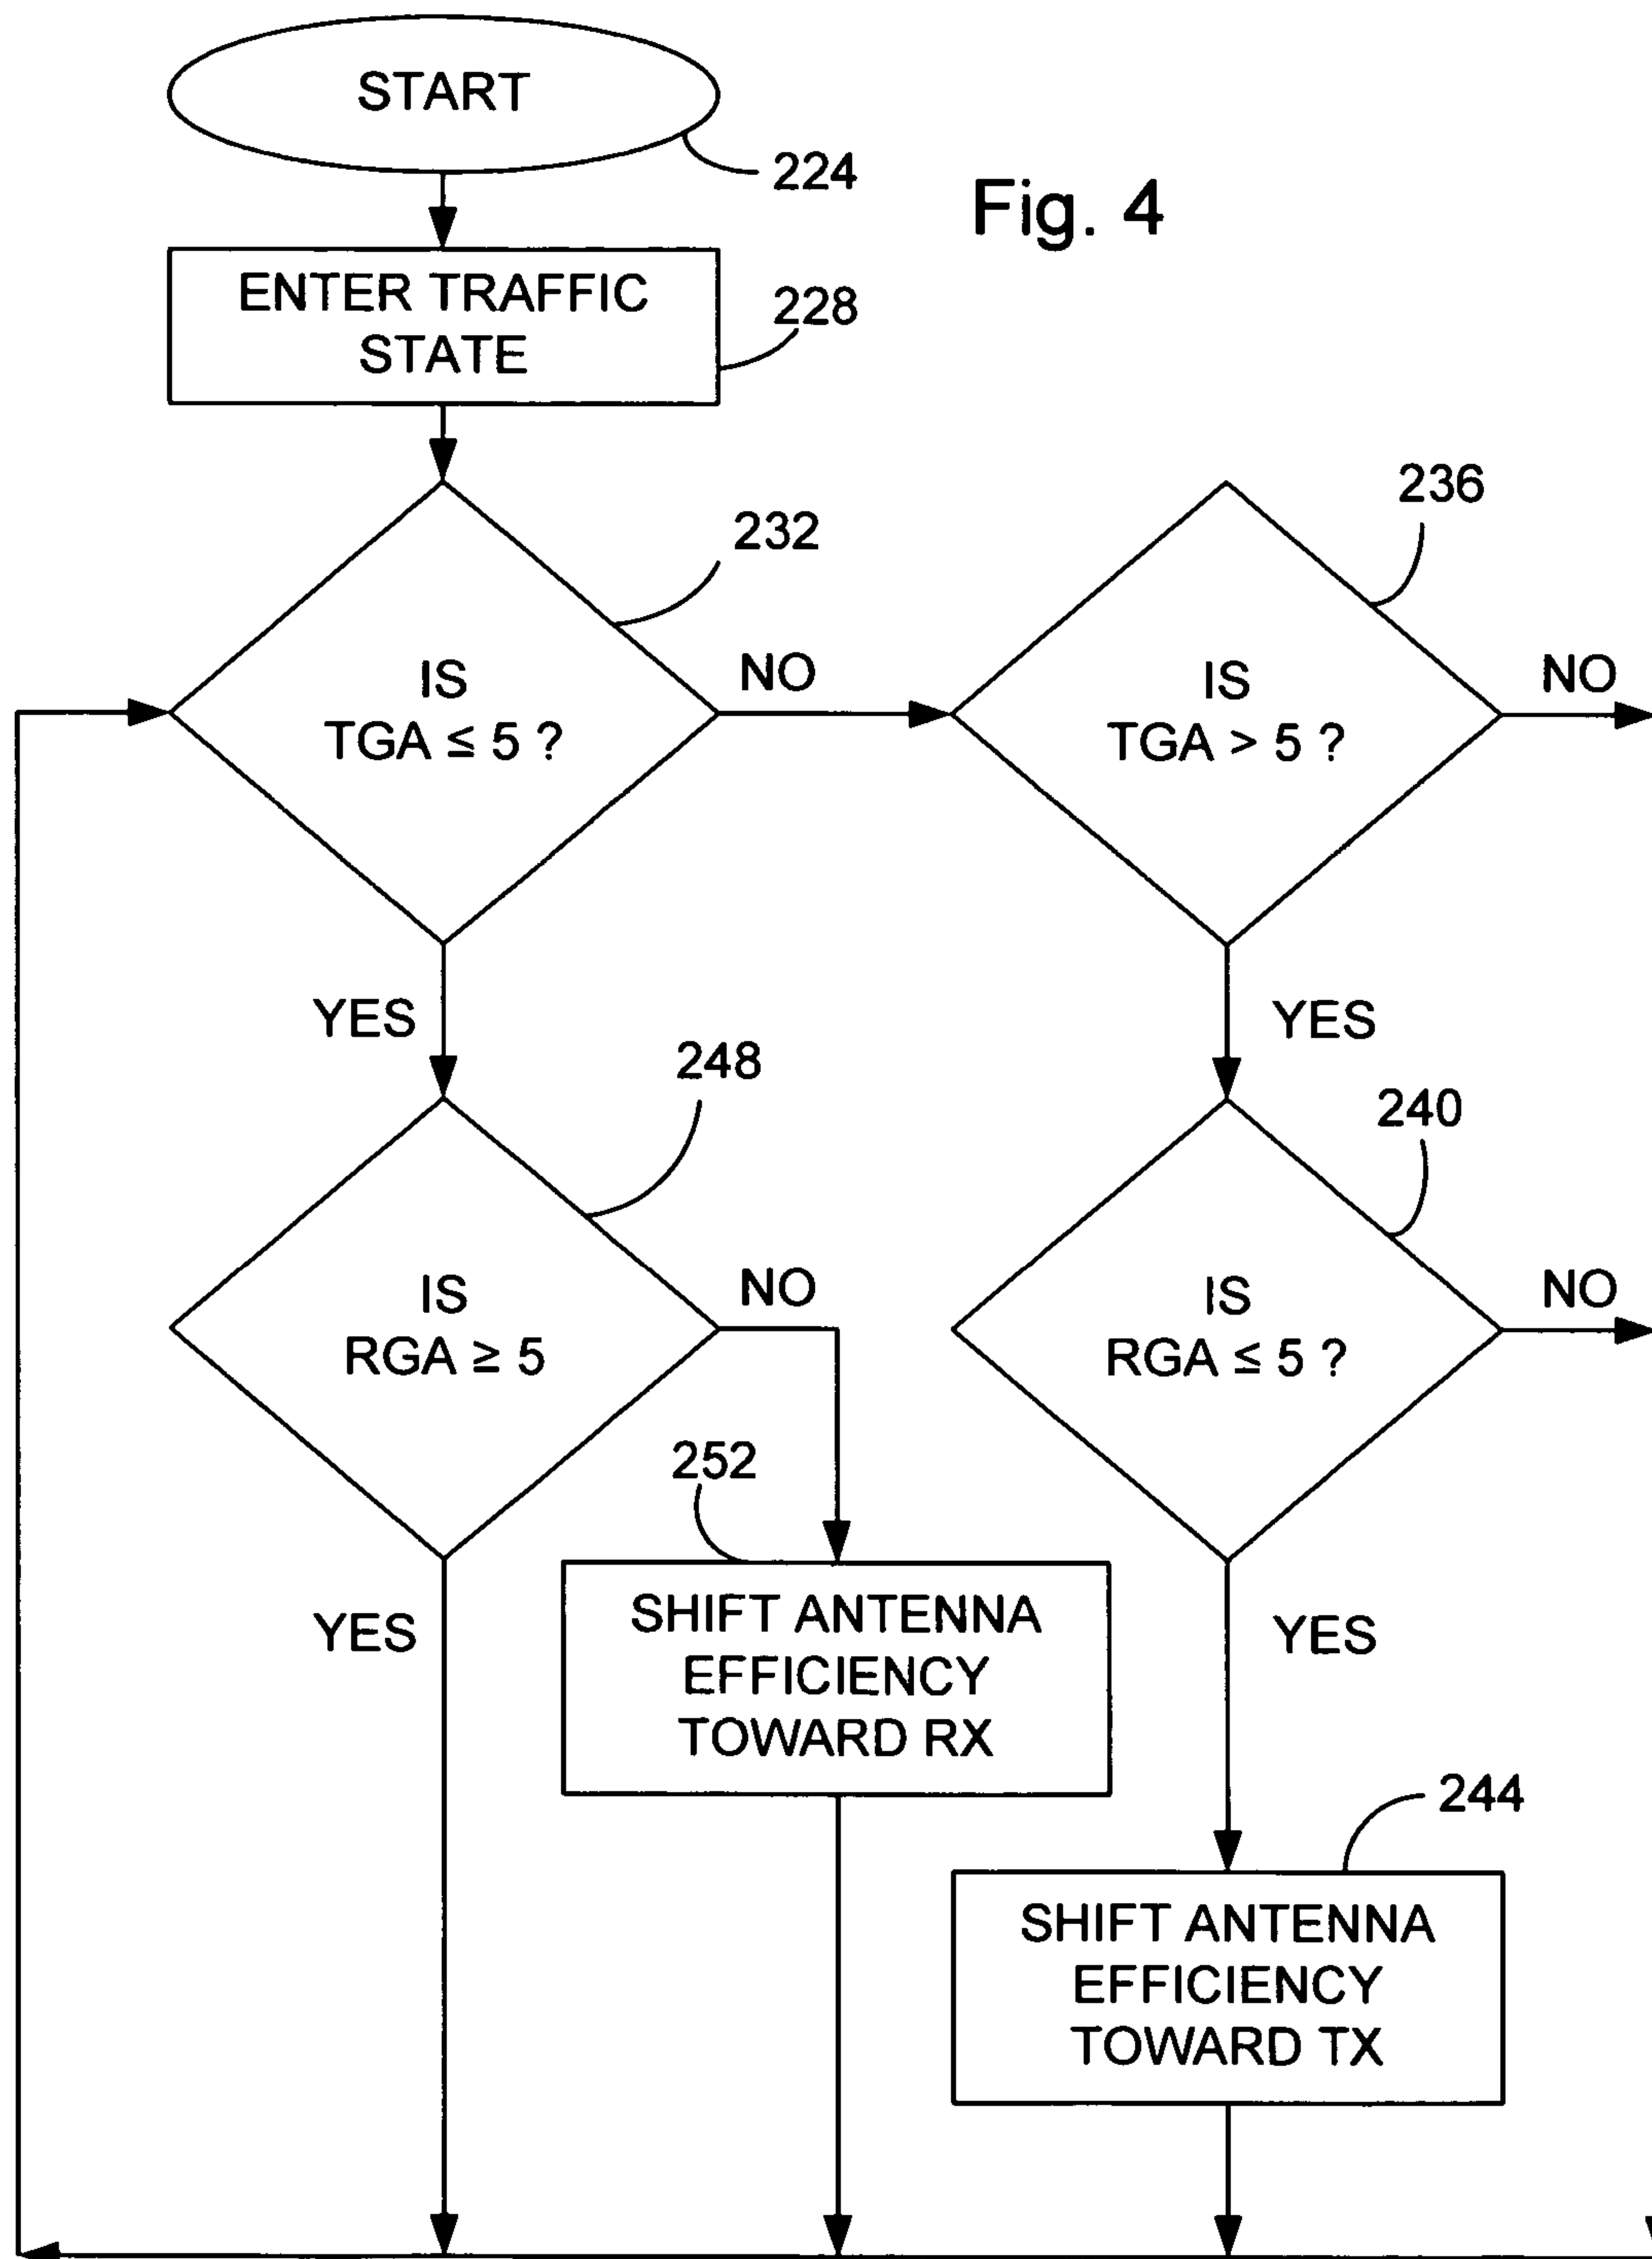 START
224
Fig. 4
ENTER TRAFFIC
STATE
228
232
236
IS
TGA ≤ 5 ?
NO
IS
TGA > 5 ?
NO
YES
YES
248
240
IS
RGA ≥ 5
NO
IS
RGA ≤ 5 ?
NO
252
YES
SHIFT ANTENNA
EFFICIENCY
TOWARD RX
YES
244
SHIFT ANTENNA
EFFICIENCY
TOWARD TX